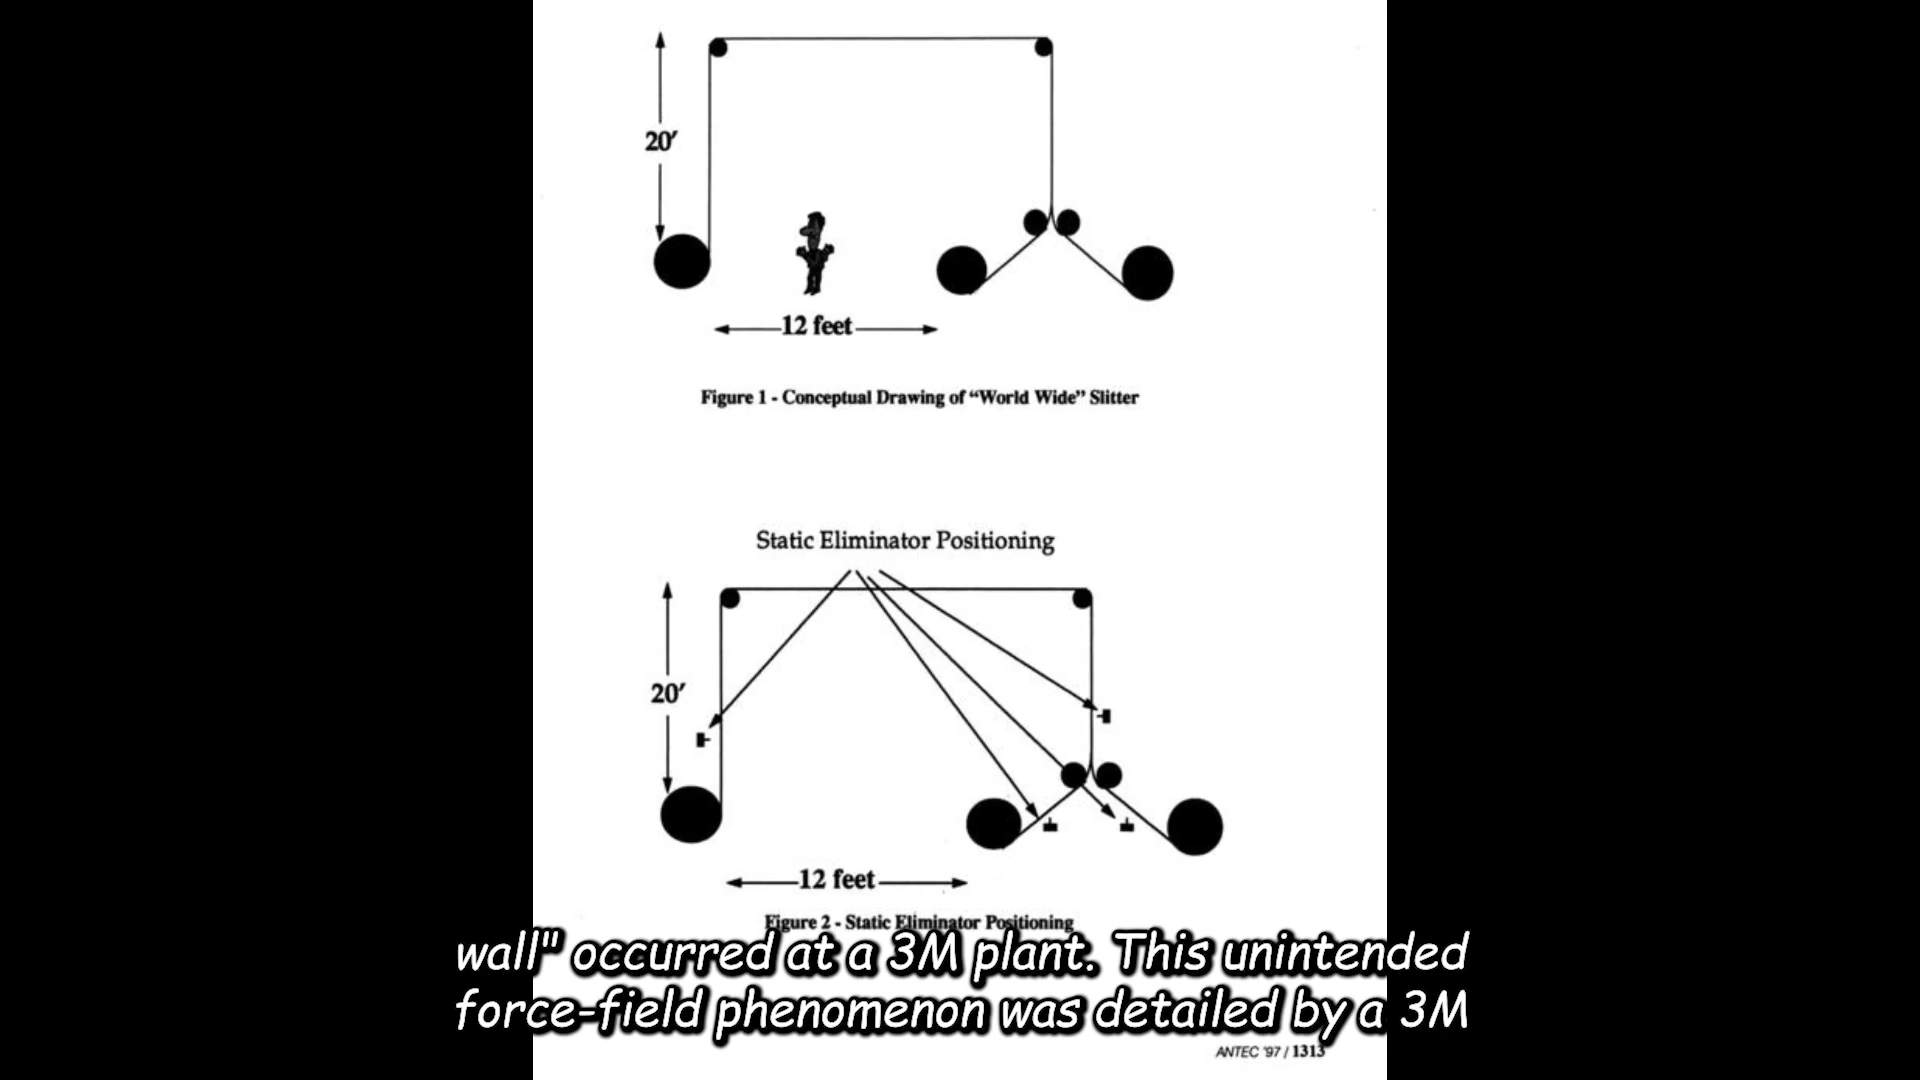 20'
12 feet
Figure 1 - Conceptual Drawing of “World Wide” Slitter
Static Eliminator Positioning
20'
12 feet
Figure 2 - Static Eliminator Positioning
wall" occurred at a 3M plant. This unintended
force-field phenomenon was detailed by a 3M
ANTEC '97 / 1313